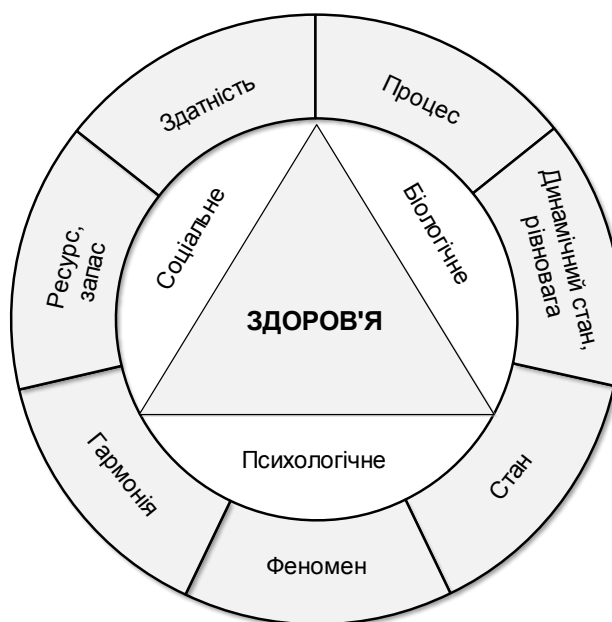 Здатність
Процес
Динамічний стан,
рівновага
Стан
Феномен
Гармонія
Ресурс,
запас
Соціальне
Біологічне
Психологічне
ЗДОРОВ'Я